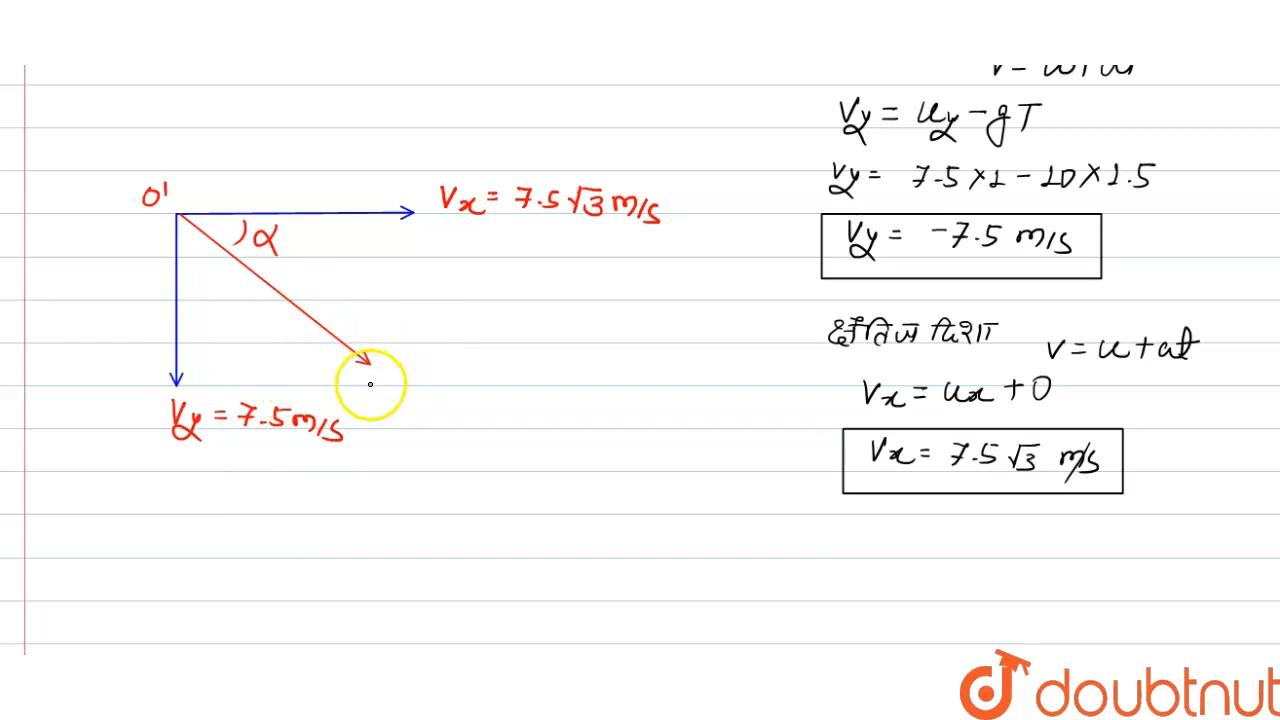 O'
Vx = 7.5 √3 m/s
α
Vy = 7.5 m/s
Vy = uy - gT
Vy = 7.5 × 1 - 10 × 1.5
Vy = -7.5 m/s
दिशा
v = u + at
Vx = ux + 0
Vx = 7.5 √3 m/s
doubtnut